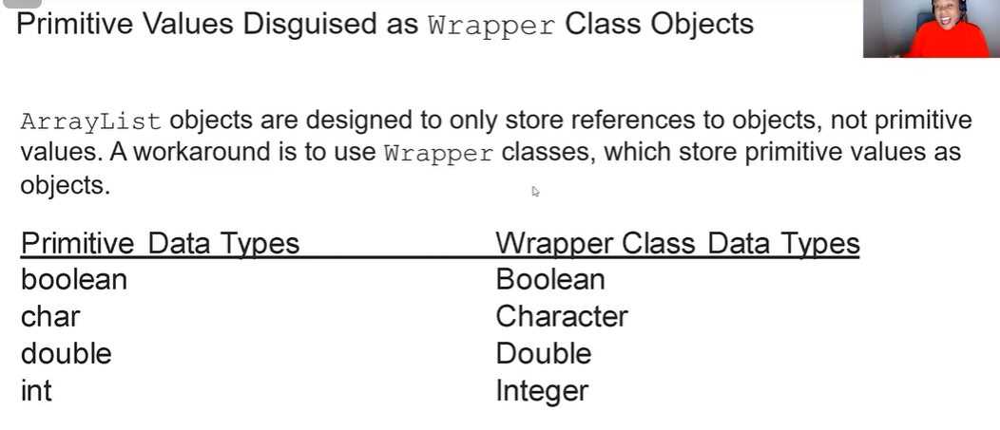 Primitive Values Disguised as Wrapper Class Objects
ArrayList objects are designed to only store references to objects, not primitive
values. A workaround is to use Wrapper classes, which store primitive values as
objects.
Primitive Data Types Wrapper Class Data Types
boolean Boolean
char Character
double Double
int Integer